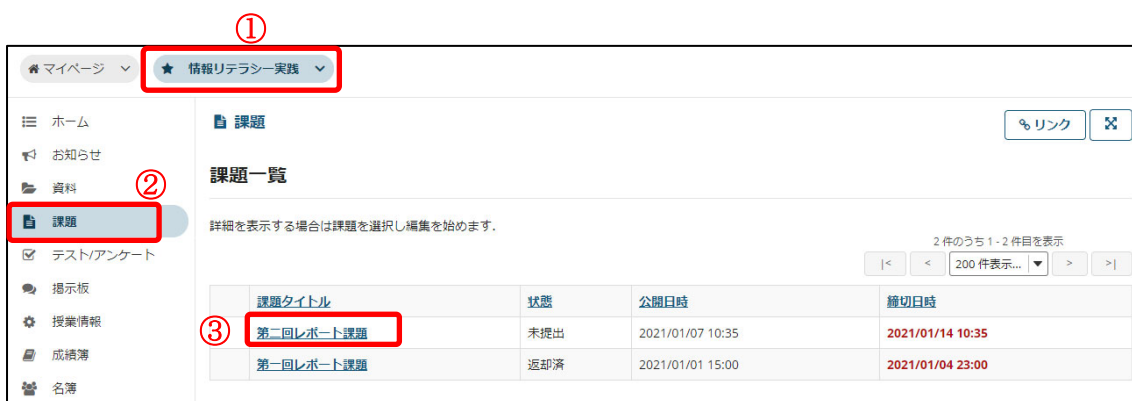 ①
マイページ 情報リテラシー実践
ホーム
お知らせ
資料
②
課題
テスト/アンケート
掲示板
授業情報
成績簿
名簿
課題 リンク
課題一覧
詳細を表示する場合は課題を選択し編集を始めます.
2 件のうち 1 - 2 件目を表示
|< < 200 件表示... ▼ > >|
課題タイトル 状態 公開日時 締切日時
③ 第二回レポート課題 未提出 2021/01/07 10:35 2021/01/14 10:35
第一回レポート課題 返却済 2021/01/01 15:00 2021/01/04 23:00